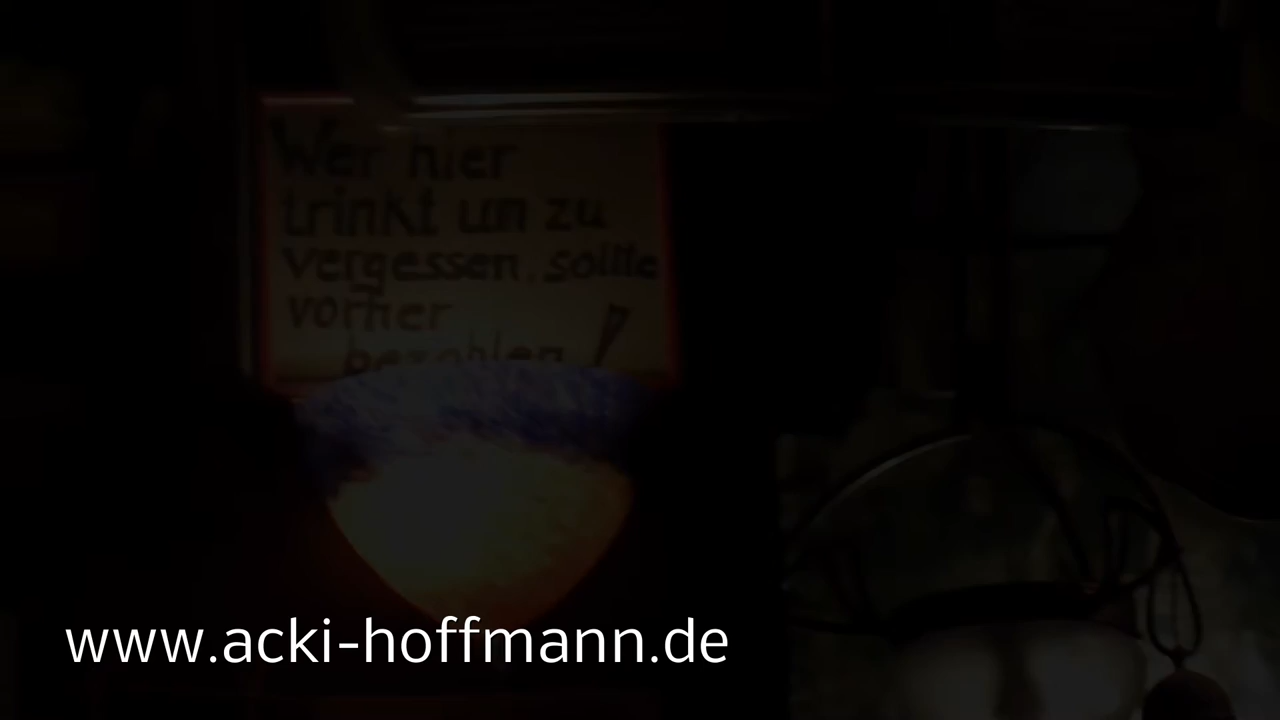 Wer hier
trinkt um zu
vergessen, sollte
vorher
bezahlen !
www.acki-hoffmann.de